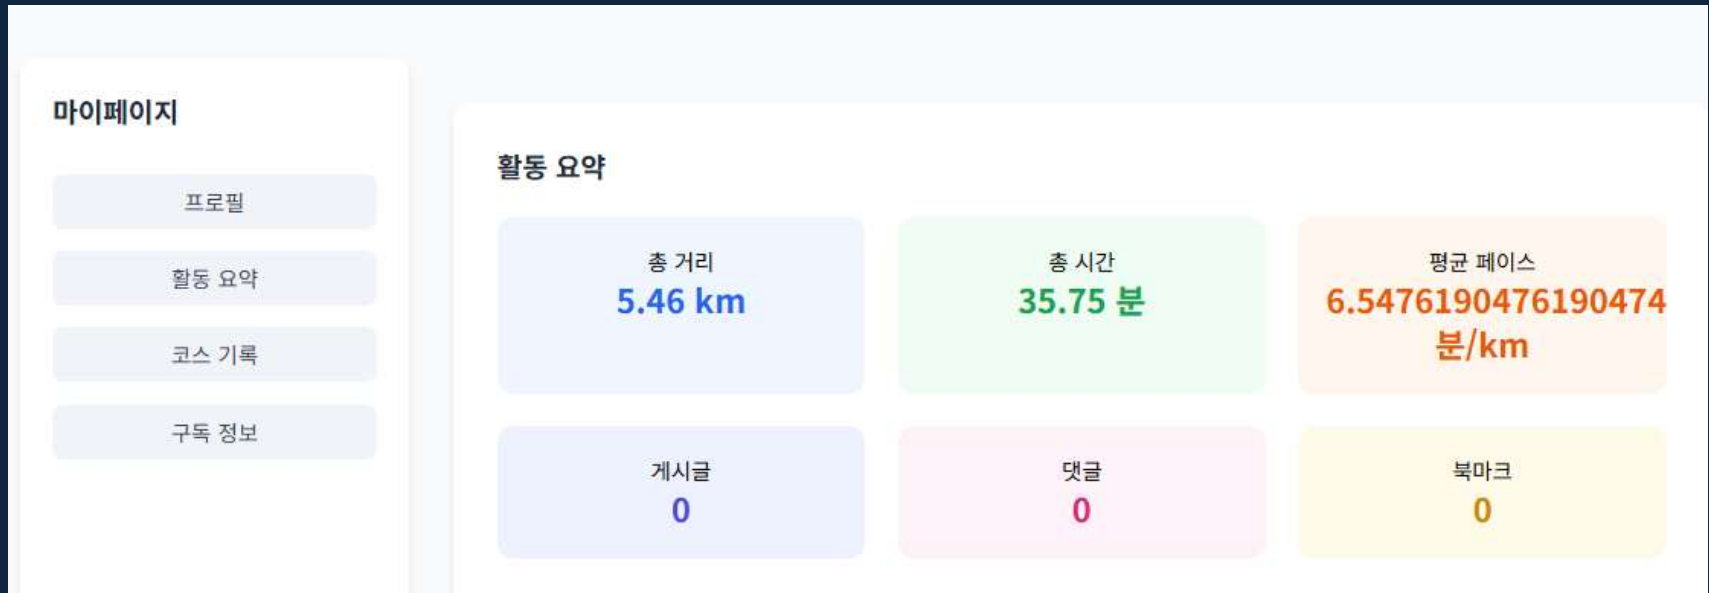 마이페이지
프로필
활동 요약
코스 기록
구독 정보
활동 요약
총 거리
5.46 km
총 시간
35.75 분
평균 페이스
6.5476190476190474
분/km
게시글
0
댓글
0
북마크
0